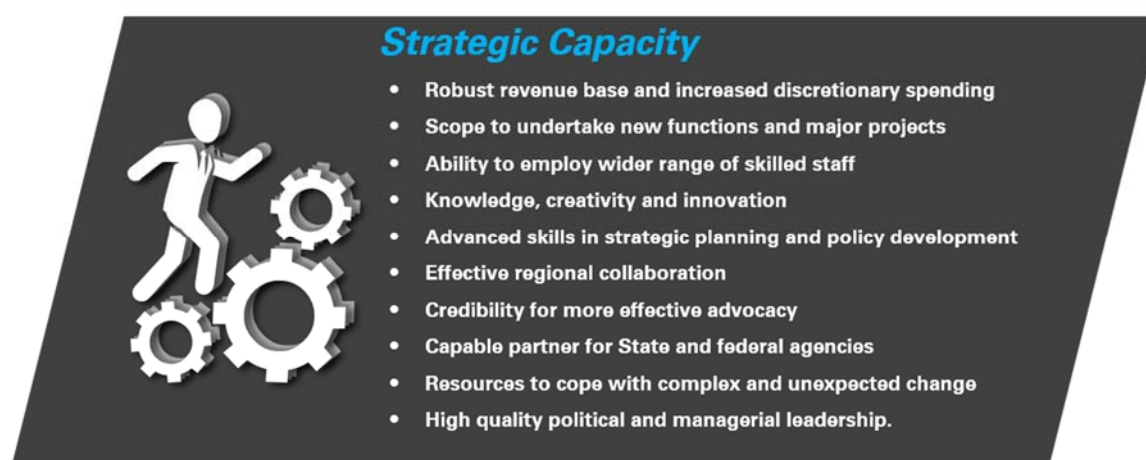 Strategic Capacity
• Robust revenue base and increased discretionary spending
• Scope to undertake new functions and major projects
• Ability to employ wider range of skilled staff
• Knowledge, creativity and innovation
• Advanced skills in strategic planning and policy development
• Effective regional collaboration
• Credibility for more effective advocacy
• Capable partner for State and federal agencies
• Resources to cope with complex and unexpected change
• High quality political and managerial leadership.